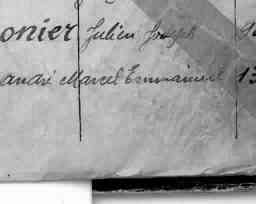 onier Julien Joseph
andré Marcel Emmanuel 13